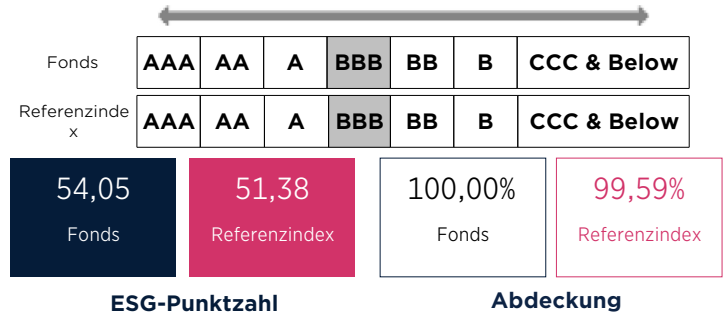 Fonds AAA AA A BBB BB B CCC & Below
Referenzinde
x AAA AA A BBB BB B CCC & Below
54,05 51,38 100,00% 99,59%
Fonds Referenzindex Fonds Referenzindex
ESG-Punktzahl Abdeckung